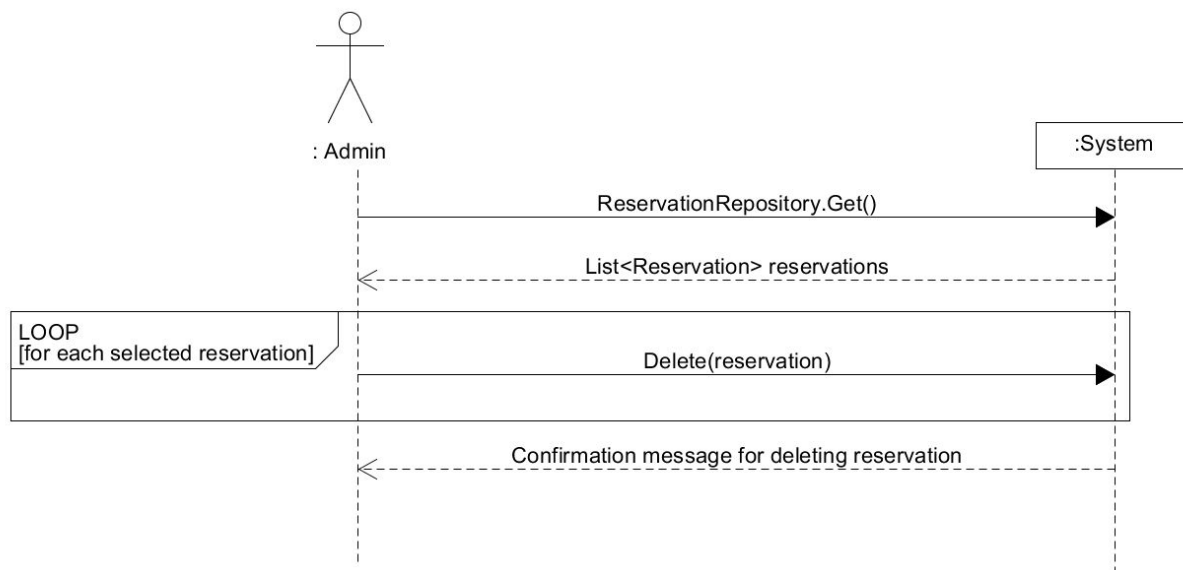 : Admin
:System
ReservationRepository.Get()
List<Reservation> reservations
LOOP
[for each selected reservation]
Delete(reservation)
Confirmation message for deleting reservation